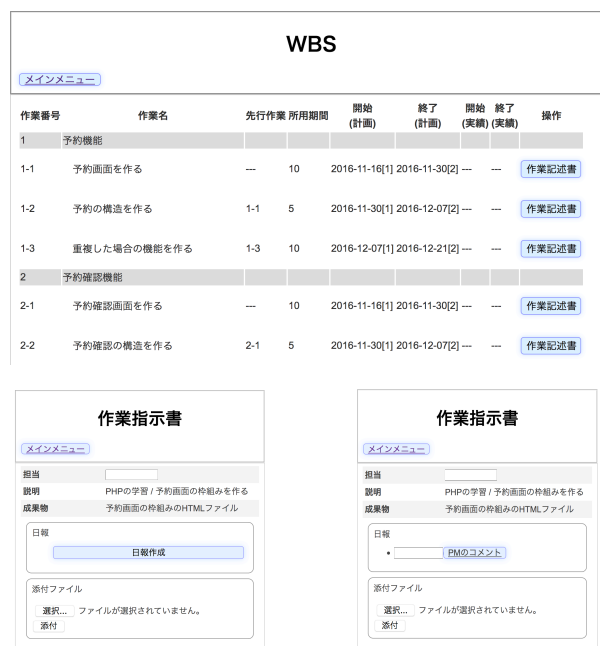 WBS
メインメニュー
作業番号 作業名 先行作業 所用期間 開始(計画) 終了(計画) 開始(実績) 終了(実績) 操作
1 予約機能
1-1 予約画面を作る --- 10 2016-11-16[1] 2016-11-30[2] --- --- 作業記述書
1-2 予約の構造を作る 1-1 5 2016-11-30[1] 2016-12-07[2] --- --- 作業記述書
1-3 重複した場合の機能を作る 1-3 10 2016-12-07[1] 2016-12-21[2] --- --- 作業記述書
2 予約確認機能
2-1 予約確認画面を作る --- 10 2016-11-16[1] 2016-11-30[2] --- --- 作業記述書
2-2 予約確認の構造を作る 2-1 5 2016-11-30[1] 2016-12-07[2] --- --- 作業記述書
作業指示書
メインメニュー
担当
説明 PHPの学習 / 予約画面の枠組みを作る
成果物 予約画面の枠組みのHTMLファイル
日報
日報作成
添付ファイル
選択... ファイルが選択されていません。
添付
作業指示書
メインメニュー
担当
説明 PHPの学習 / 予約画面の枠組みを作る
成果物 予約画面の枠組みのHTMLファイル
日報
• PMのコメント
添付ファイル
選択... ファイルが選択されていません。
添付